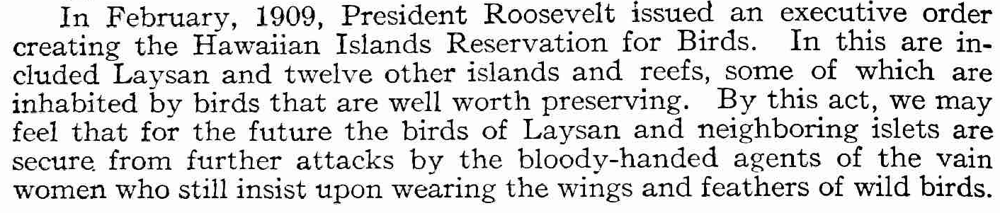 In February, 1909, President Roosevelt issued an executive order
creating the Hawaiian Islands Reservation for Birds. In this are in-
cluded Laysan and twelve other islands and reefs, some of which are
inhabited by birds that are well worth preserving. By this act, we may
feel that for the future the birds of Laysan and neighboring islets are
secure from further attacks by the bloody-handed agents of the vain
women who still insist upon wearing the wings and feathers of wild birds.